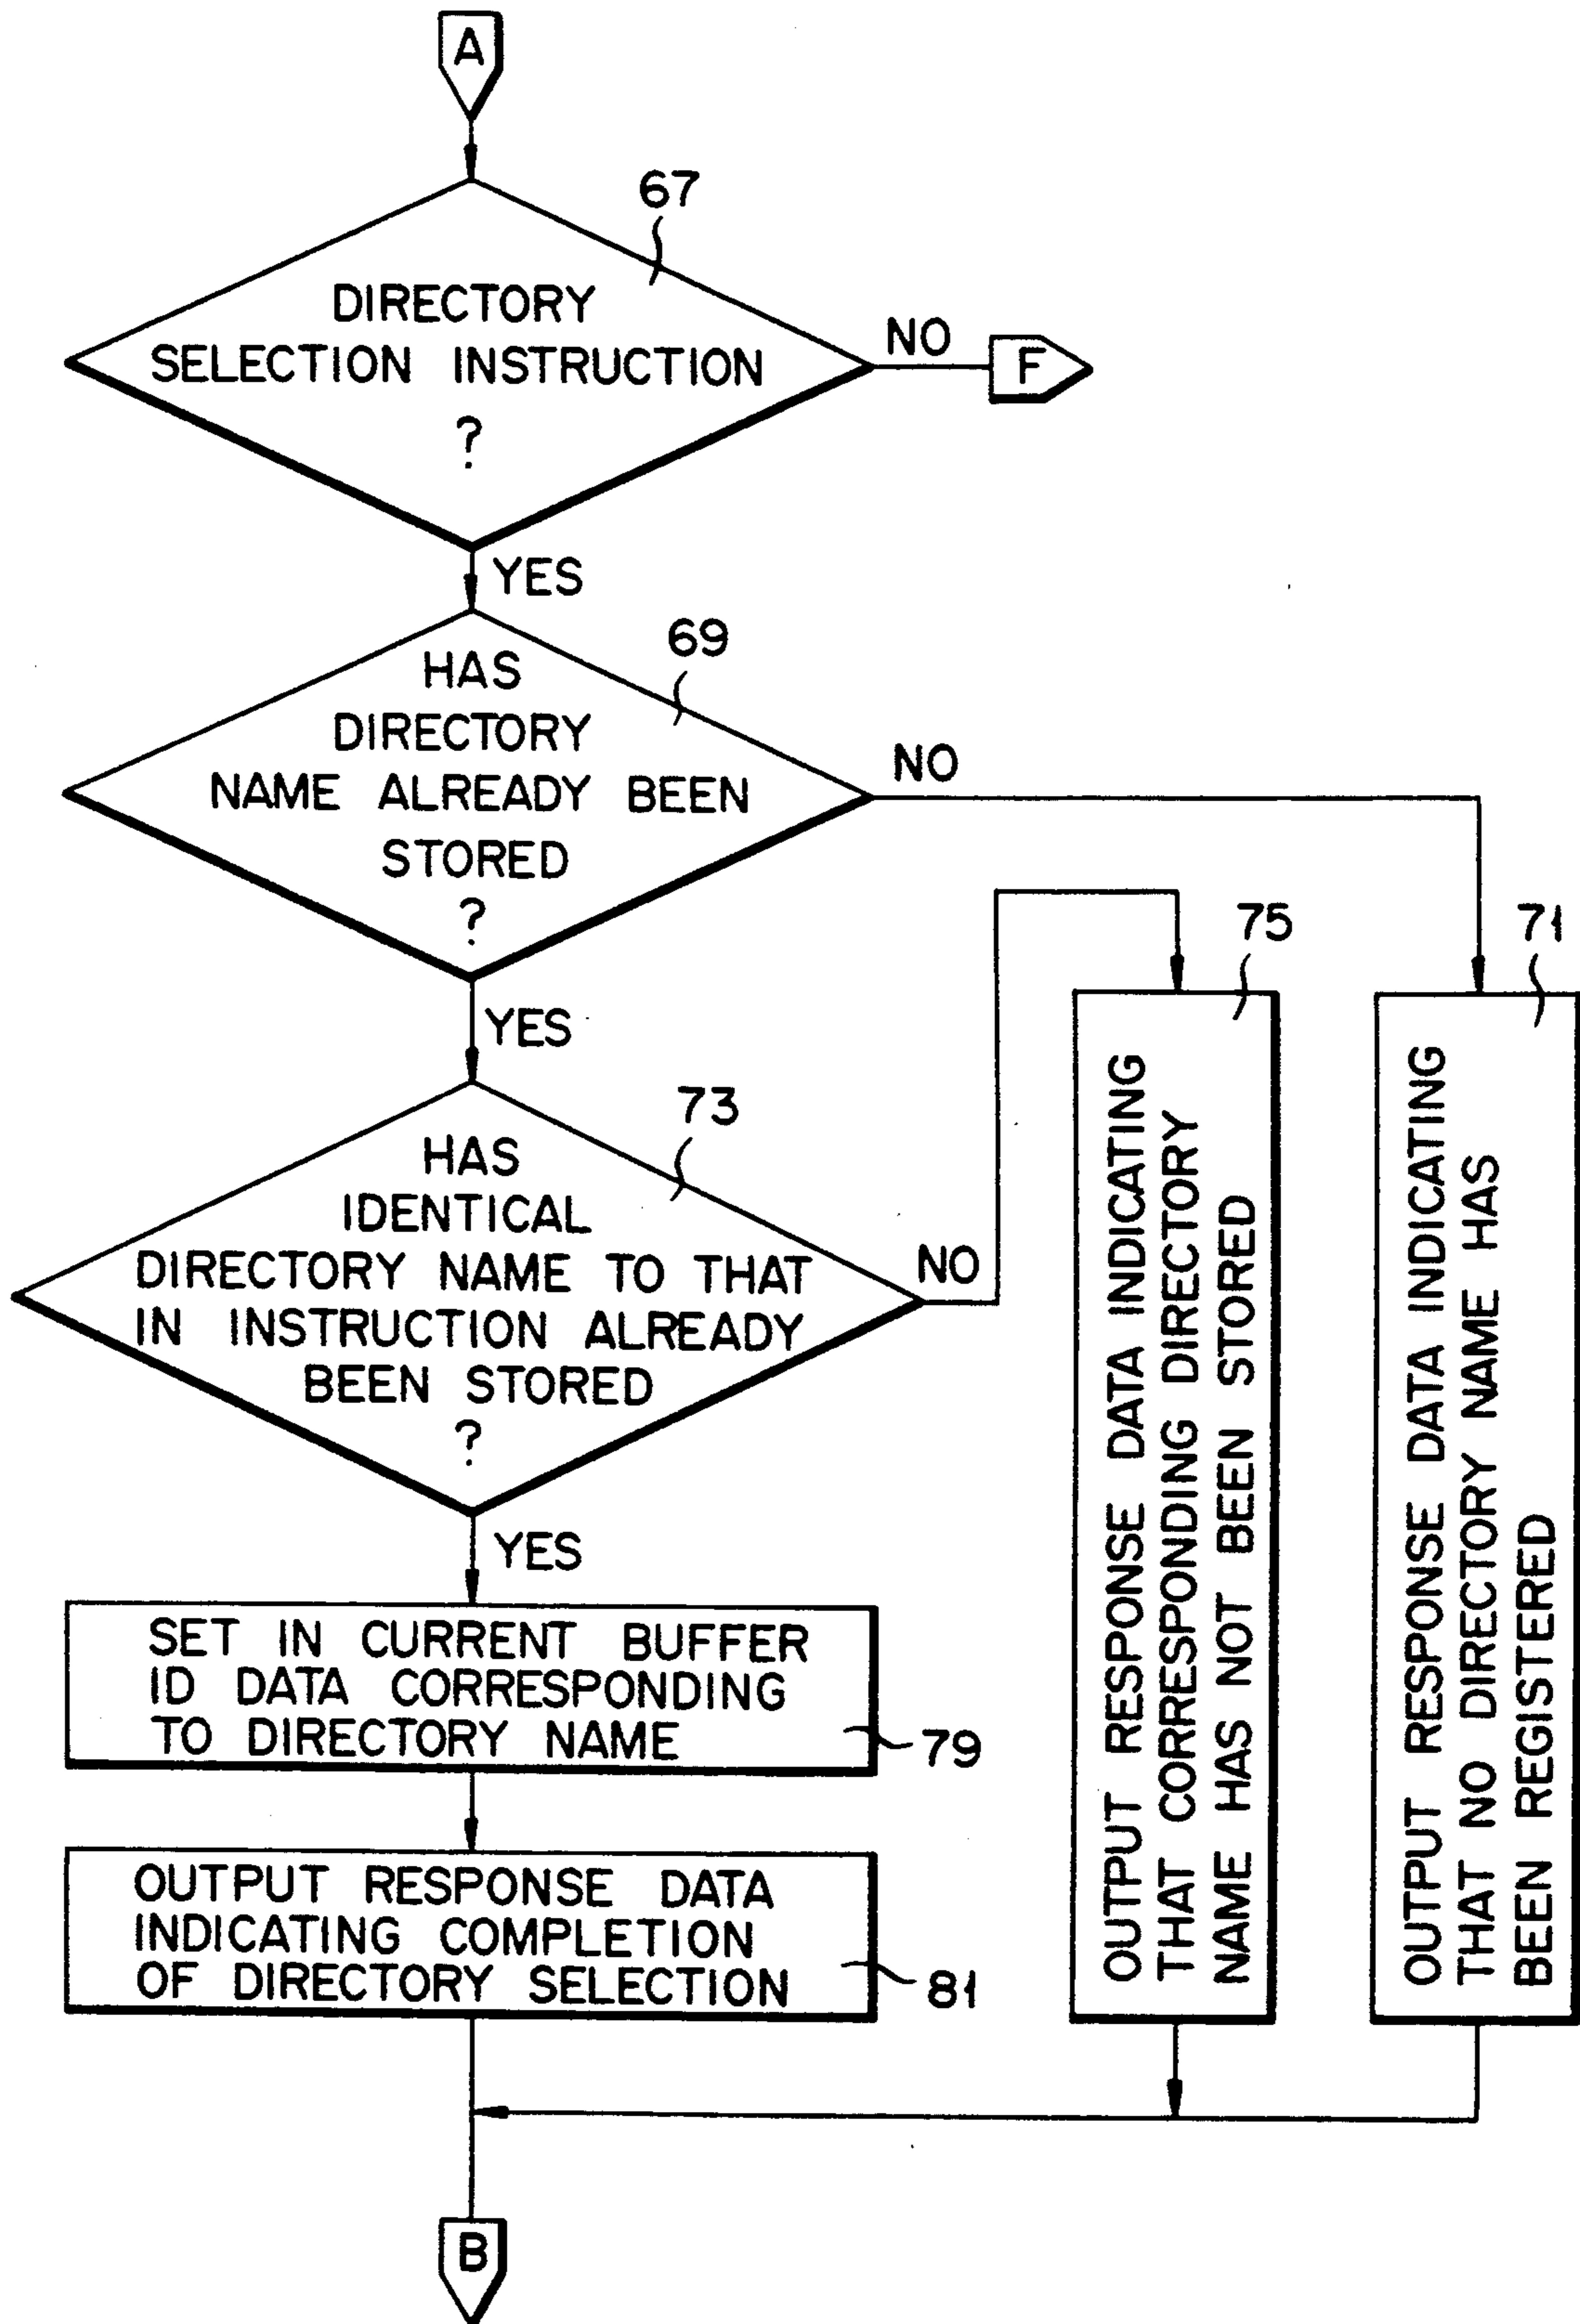 A
67
DIRECTORY
SELECTION INSTRUCTION
?
NO
F
YES
69
HAS
DIRECTORY
NAME ALREADY BEEN
STORED
?
NO
YES
75
71
73
HAS
IDENTICAL
DIRECTORY NAME TO THAT
IN INSTRUCTION ALREADY
BEEN STORED
?
NO
YES
OUTPUT RESPONSE DATA INDICATING
THAT CORRESPONDING DIRECTORY
NAME HAS NOT BEEN STORED
OUTPUT RESPONSE DATA INDICATING
THAT NO DIRECTORY NAME HAS
BEEN REGISTERED
SET IN CURRENT BUFFER
ID DATA CORRESPONDING
TO DIRECTORY NAME
79
OUTPUT RESPONSE DATA
INDICATING COMPLETION
OF DIRECTORY SELECTION
81
B